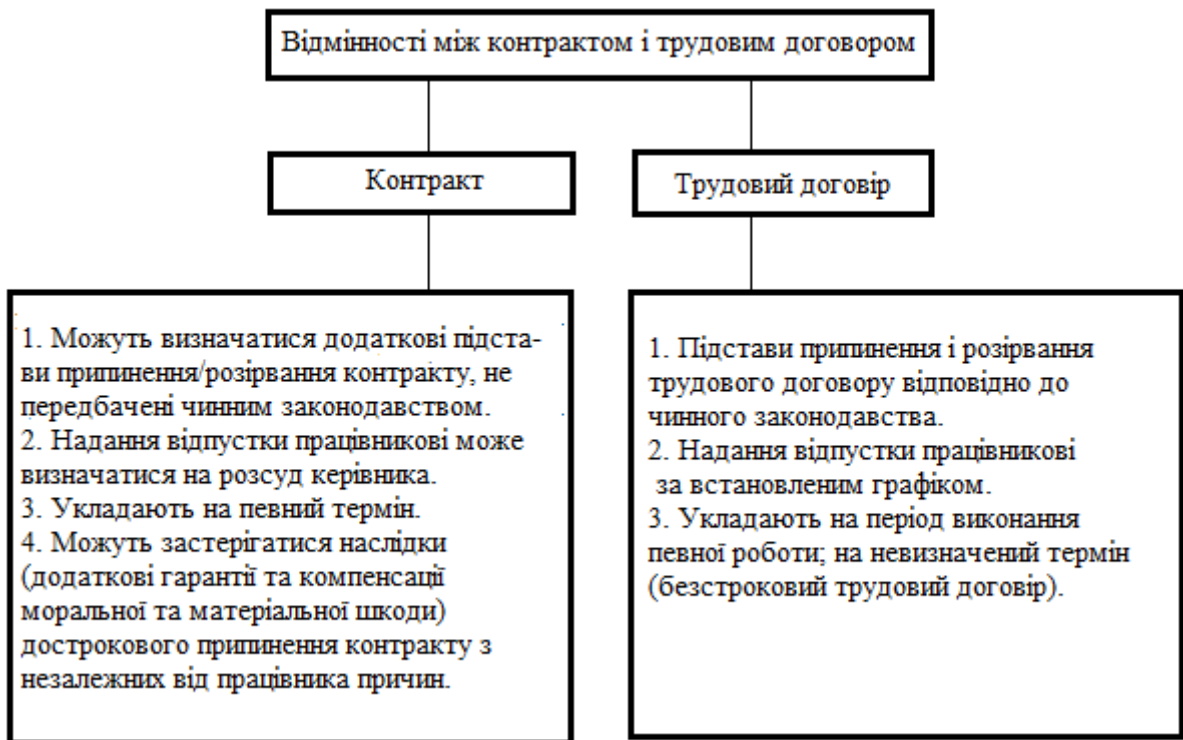 Відмінності між контрактом і трудовим договором
Контракт
Трудовий договір
1. Можуть визначатися додаткові підста-
ви припинення/розірвання контракту, не
передбачені чинним законодавством.
2. Надання відпустки працівникові може
визначатися на розсуд керівника.
3. Укладають на певний термін.
4. Можуть застерігатися наслідки
(додаткові гарантії та компенсації
моральної та матеріальної шкоди)
дострокового припинення контракту з
незалежних від працівника причин.
1. Підстави припинення і розірвання
трудового договору відповідно до
чинного законодавства.
2. Надання відпустки працівникові
за встановленим графіком.
3. Укладають на період виконання
певної роботи; на невизначений термін
(безстроковий трудовий договір).